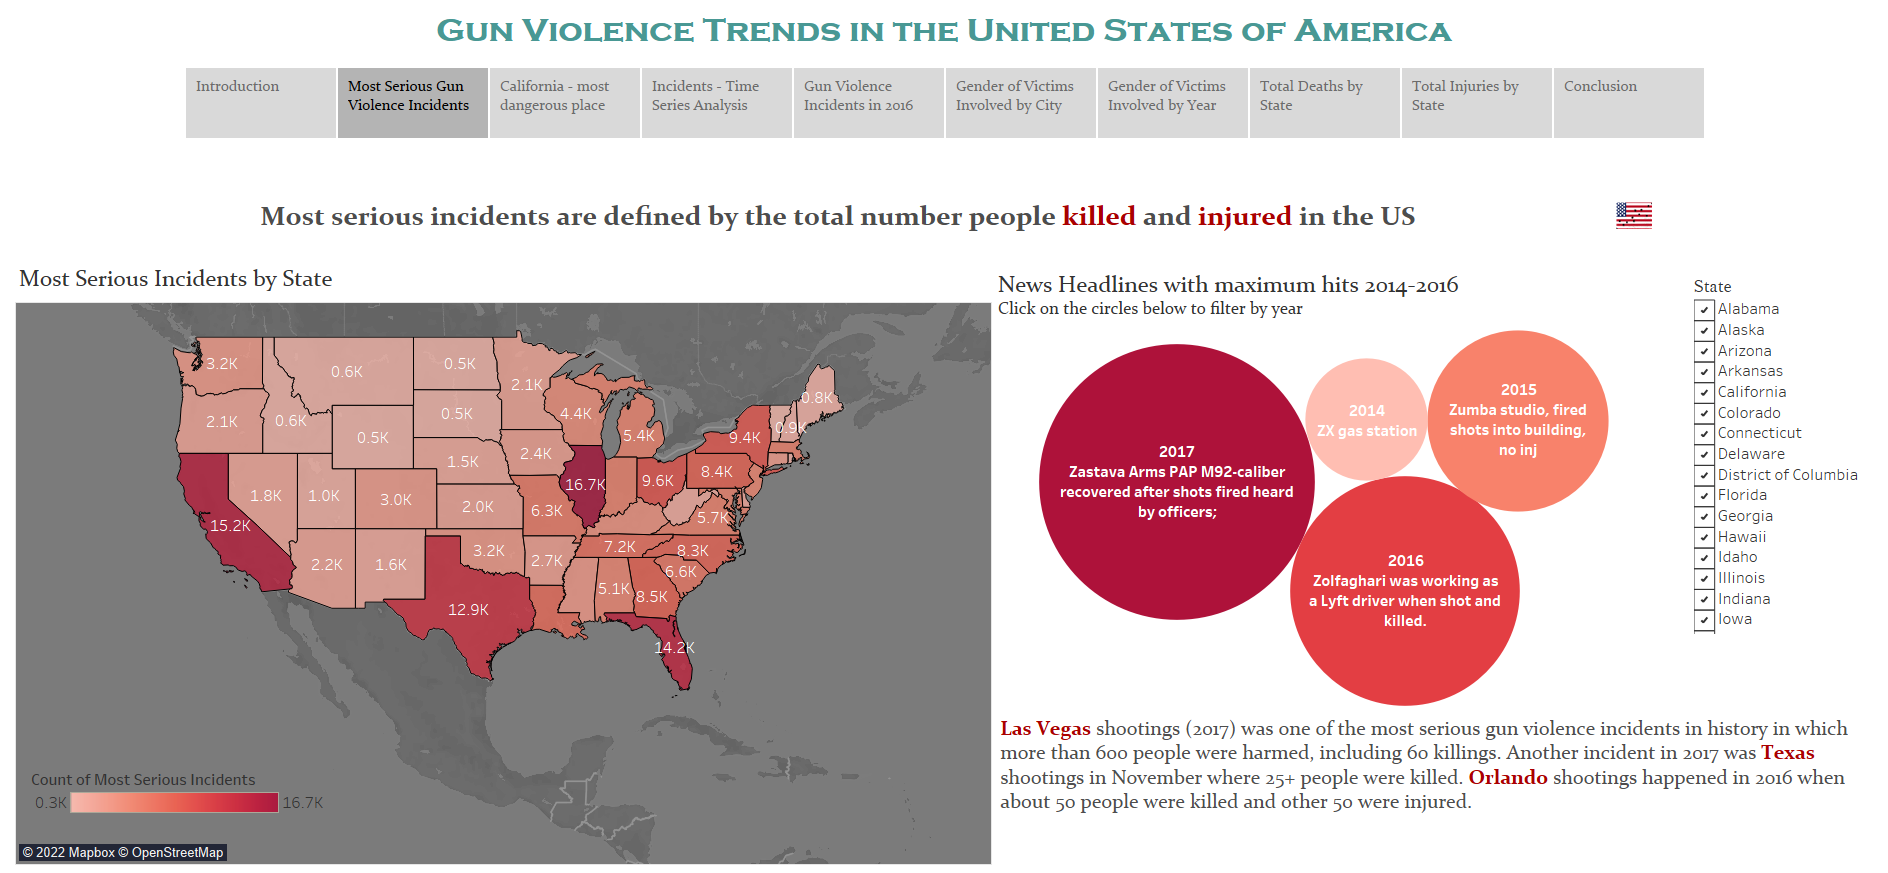 Gun Violence Trends in the United States of America
Introduction
Most Serious Gun
Violence Incidents
California - most
dangerous place
Incidents - Time
Series Analysis
Gun Violence
Incidents in 2016
Gender of Victims
Involved by City
Gender of Victims
Involved by Year
Total Deaths by
State
Total Injuries by
State
Conclusion
Most serious incidents are defined by the total number people killed and injured in the US
Most Serious Incidents by State
3.2K
0.6K
0.5K
2.1K
0.8K
2.1K
0.6K
0.5K
0.5K
4.4K
5.4K
9.4K
0.9K
1.5K
2.4K
9.6K
8.4K
1.8K
1.0K
3.0K
2.0K
16.7K
6.3K
5.7K
15.2K
2.2K
1.6K
3.2K
2.7K
7.2K
8.3K
6.6K
12.9K
5.1K
8.5K
14.2K
Count of Most Serious Incidents
0.3K
16.7K
© 2022 Mapbox © OpenStreetMap
News Headlines with maximum hits 2014-2016
Click on the circles below to filter by year
2017
Zastava Arms PAP M92-caliber
recovered after shots fired heard
by officers;
2014
ZX gas station
2015
Zumba studio, fired
shots into building,
no inj
2016
Zolfaghari was working as
a Lyft driver when shot and
killed.
State
Alabama
Alaska
Arizona
Arkansas
California
Colorado
Connecticut
Delaware
District of Columbia
Florida
Georgia
Hawaii
Idaho
Illinois
Indiana
Iowa
Las Vegas shootings (2017) was one of the most serious gun violence incidents in history in which
more than 600 people were harmed, including 60 killings. Another incident in 2017 was Texas
shootings in November where 25+ people were killed. Orlando shootings happened in 2016 when
about 50 people were killed and other 50 were injured.